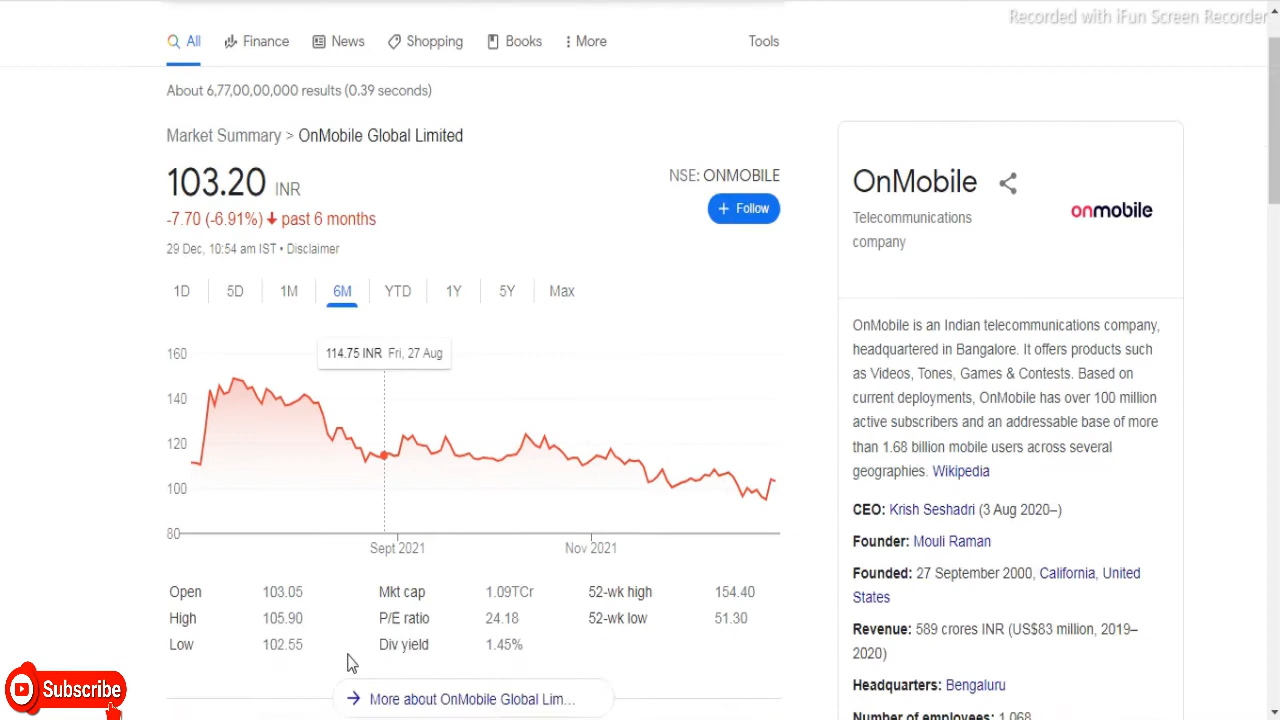 Recorded with iFun Screen Recorder
All Finance News Shopping Books More Tools
About 6,77,00,00,000 results (0.39 seconds)
Market Summary > OnMobile Global Limited
103.20 INR
-7.70 (-6.91%) past 6 months
29 Dec, 10:54 am IST • Disclaimer
NSE: ONMOBILE
+ Follow
1D 5D 1M 6M YTD 1Y 5Y Max
114.75 INR Fri, 27 Aug
160
140
120
100
80
Sept 2021 Nov 2021
Open 103.05 Mkt cap 1.09TCr 52-wk high 154.40
High 105.90 P/E ratio 24.18 52-wk low 51.30
Low 102.55 Div yield 1.45%
More about OnMobile Global Lim...
OnMobile
onmobile
Telecommunications
company
OnMobile is an Indian telecommunications company,
headquartered in Bangalore. It offers products such
as Videos, Tones, Games & Contests. Based on
current deployments, OnMobile has over 100 million
active subscribers and an addressable base of more
than 1.68 billion mobile users across several
geographies. Wikipedia
CEO: Krish Seshadri (3 Aug 2020–)
Founder: Mouli Raman
Founded: 27 September 2000, California, United
States
Revenue: 589 crores INR (US$83 million, 2019–
2020)
Headquarters: Bengaluru
Number of employees: 1,068
Subscribe